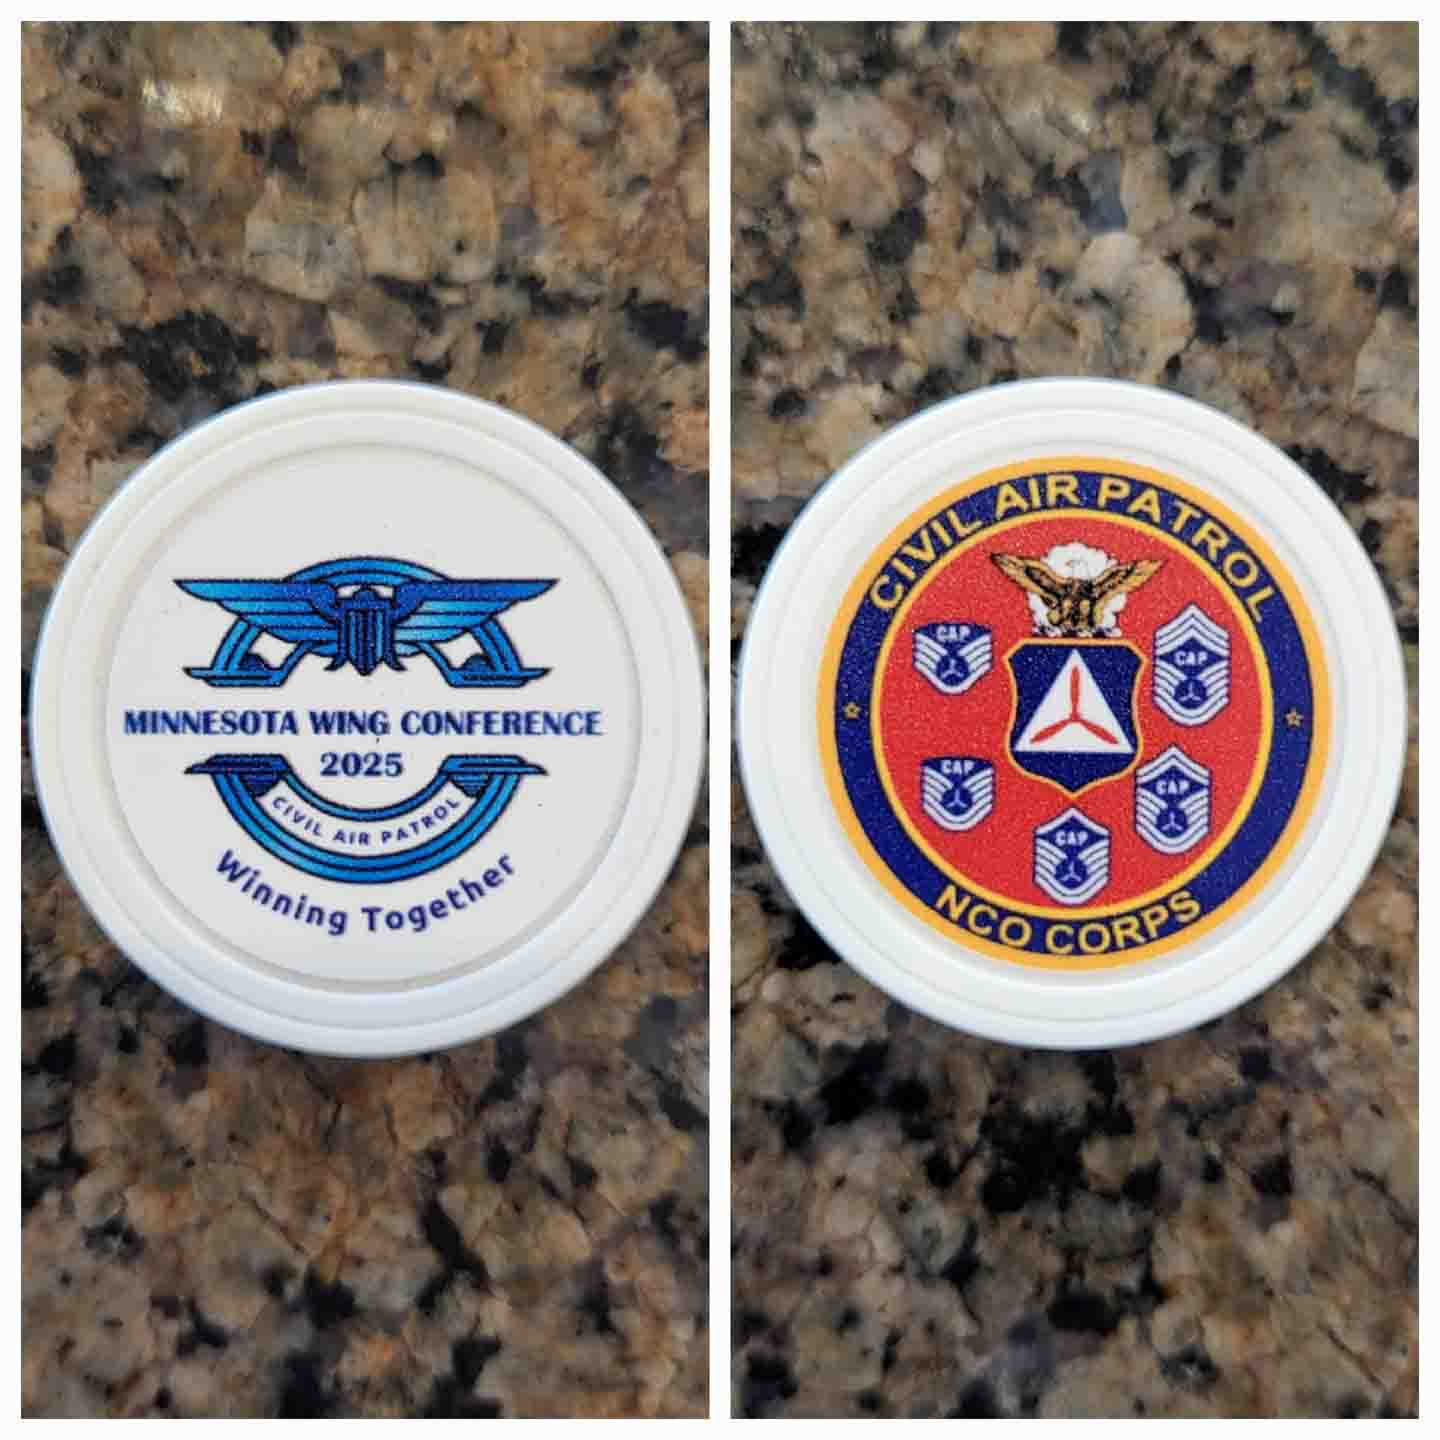 MINNESOTA WING CONFERENCE
2025
CIVIL AIR PATROL
Winning Together
CIVIL AIR PATROL
CAP
CAP
CAP
CAP
CAP
NCO CORPS